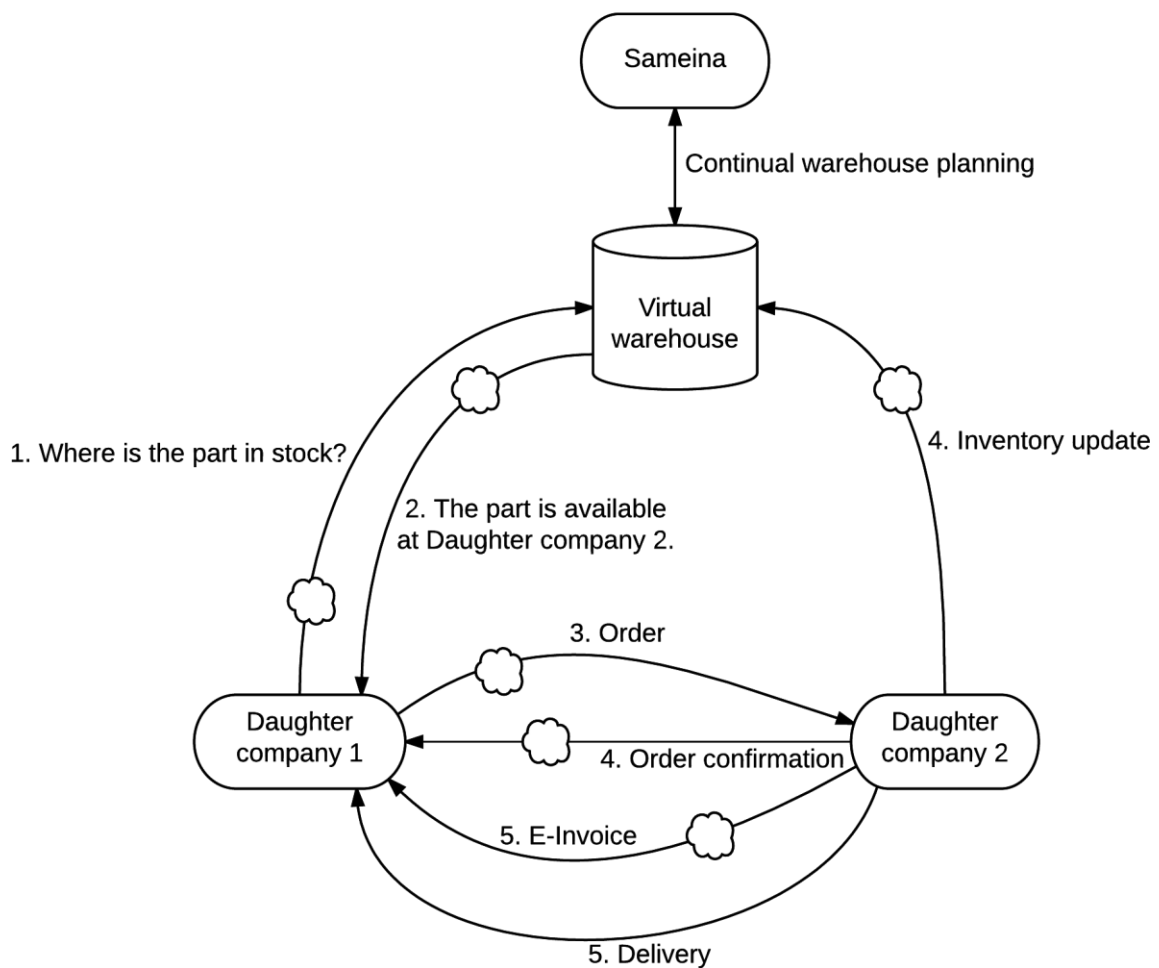 Sameina
Continual warehouse planning
Virtual
warehouse
1. Where is the part in stock?
4. Inventory update
2. The part is available
at Daughter company 2.
3. Order
Daughter
company 1
Daughter
company 2
4. Order confirmation
5. E-Invoice
5. Delivery